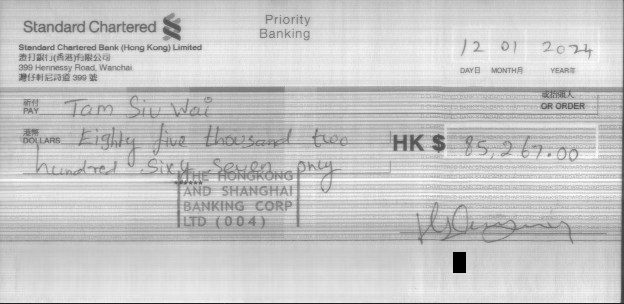 Standard Chartered
Priority
Banking
Standard Chartered Bank (Hong Kong) Limited
渣打銀行(香港)有限公司
399 Hennessy Road, Wanchai.
灣仔軒尼詩道 399 號
12 01 2024
DAY日 MONTH月 YEAR年
祈付
PAY Tam Siu Wai
或持票人
OR ORDER
港幣
DOLLARS Eighty five thousand two
hundred Sixty Seven only
HK$ 85,267.00
THE HONGKONG
AND SHANGHAI
BANKING CORP
LTD (004)